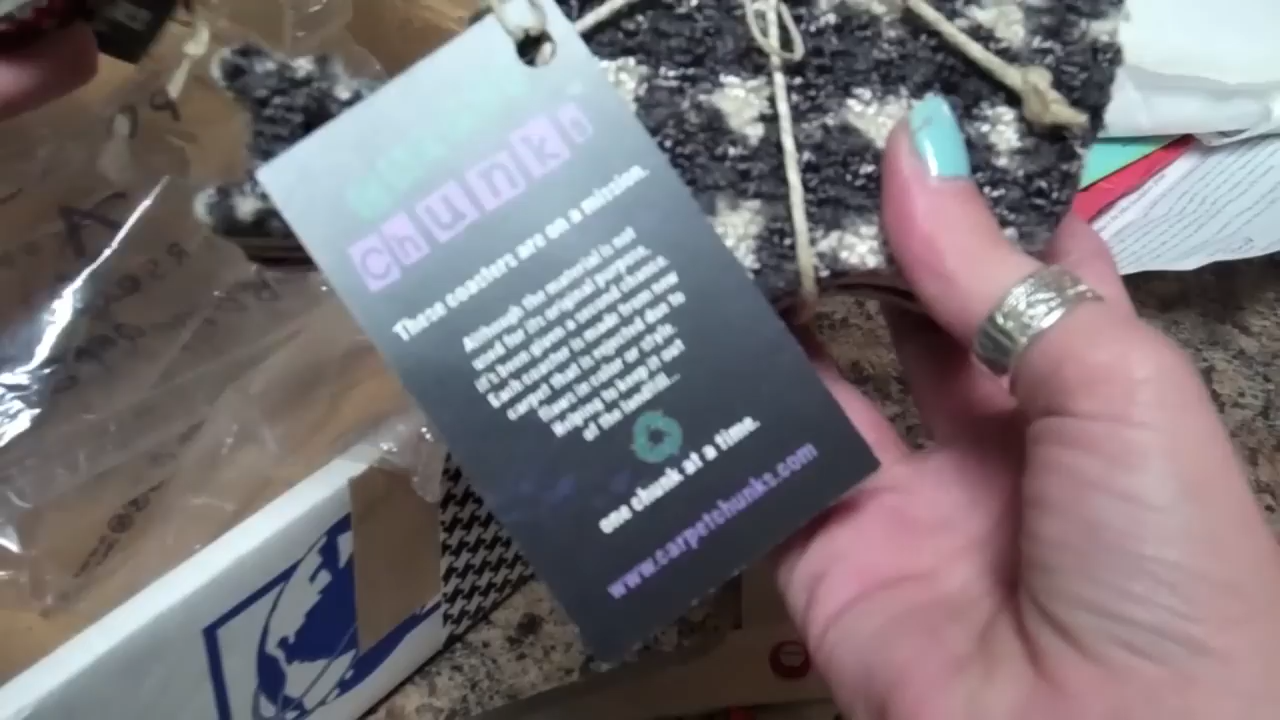 Chunks
These coasters are on a mission.
Although the material is not
used for its original purpose,
it's been given a second chance.
Each coaster is made from new
carpet that is rejected due to
flaws in color or style.
Helping to keep it out
of the landfill...
one chunk at a time.
www.carpetchunks.com